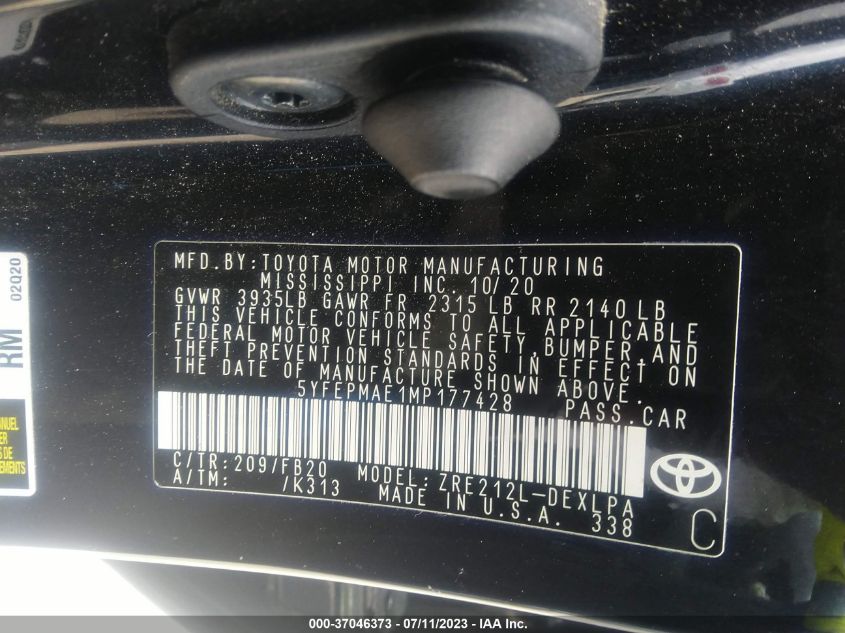 MFD.BY:TOYOTA MOTOR MANUFACTURING
MISSISSIPPI INC. 10/20
GVWR 3935LB GAWR FR 2315 LB RR 2140 LB
THIS VEHICLE CONFORMS TO ALL APPLICABLE
FEDERAL MOTOR VEHICLE SAFETY,BUMPER,AND
THEFT PREVENTION STANDARDS IN EFFECT ON
THE DATE OF MANUFACTURE SHOWN ABOVE.
5YFEPMAE1MP177428 PASS.CAR
C/TR:209/FB20 MODEL:ZRE212L-DEXLPA
A/TM: /K313 MADE IN U.S.A. 338
C
02Q20
RM
DE
000-37046373 - 07/11/2023 - IAA Inc.